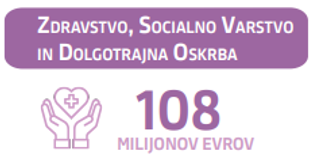 Zdravstvo, Socialno Varstvo
in Dolgotrajna Oskrba
108
MILIJONOV EVROV